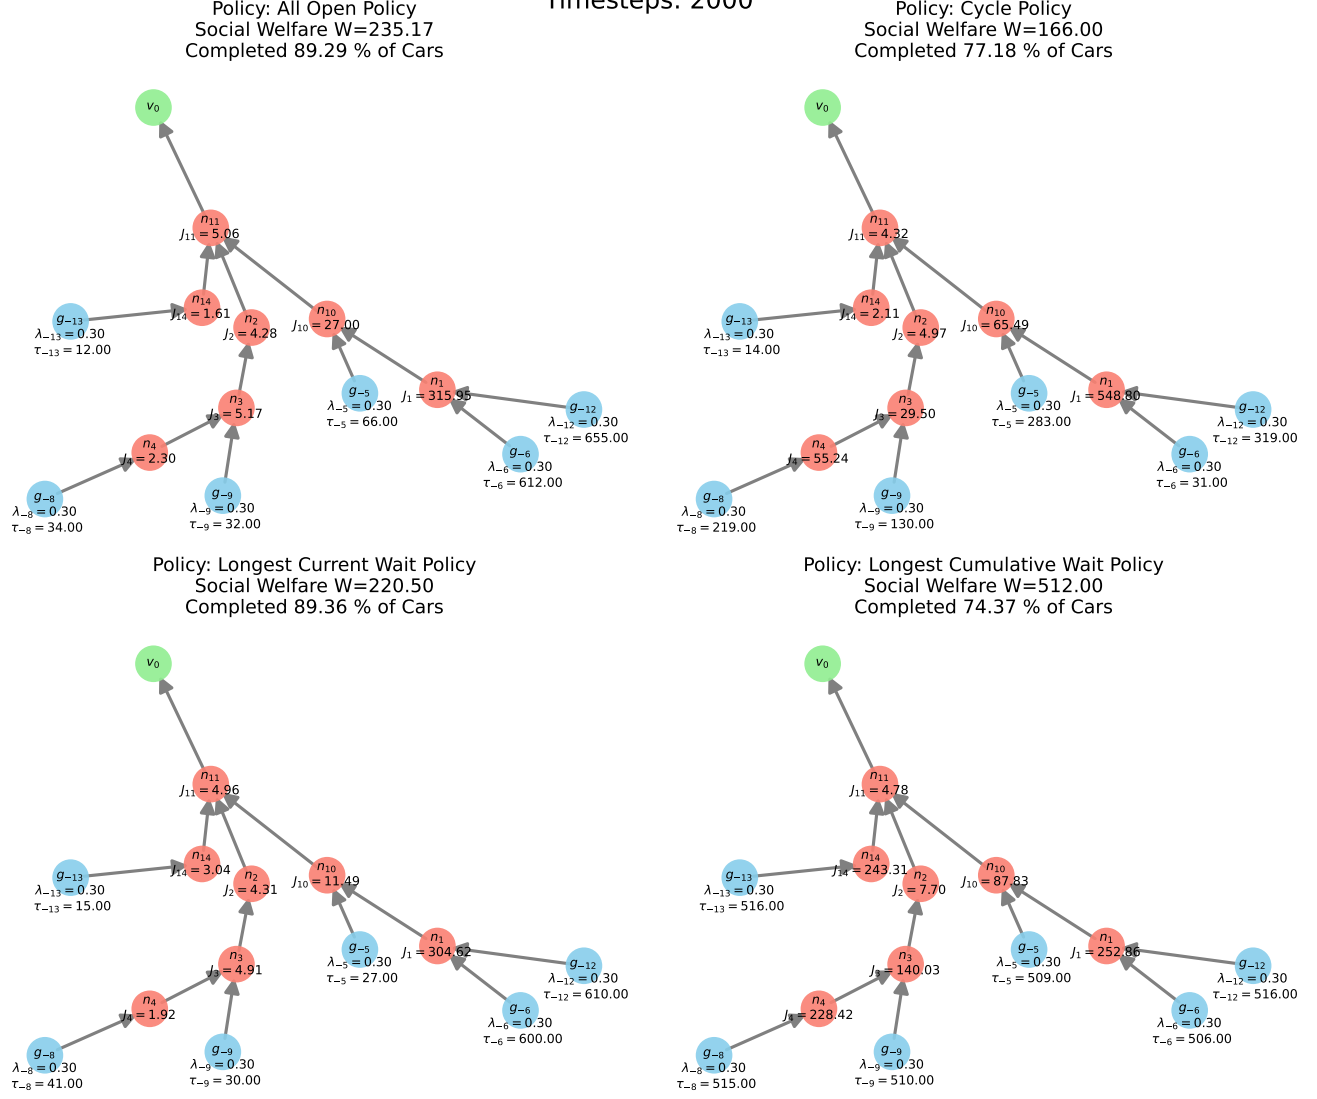 Timesteps: 2000
Policy: All Open Policy
Social Welfare W=235.17
Completed 89.29 % of Cars
v₀
n₁₁
J₁₁ = 5.06
n₁₄
J₁₄ = 1.61
g₋₁₃
λ₋₁₃ = 0.30
τ₋₁₃ = 12.00
n₂
J₂ = 4.28
n₁₀
J₁₀ = 27.00
n₃
J₃ = 5.17
g₋₅
λ₋₅ = 0.30
τ₋₅ = 66.00
n₁
J₁ = 315.95
g₋₁₂
λ₋₁₂ = 0.30
τ₋₁₂ = 655.00
n₄
J₄ = 2.30
g₋₆
λ₋₆ = 0.30
τ₋₆ = 612.00
g₋₈
λ₋₈ = 0.30
τ₋₈ = 34.00
g₋₉
λ₋₉ = 0.30
τ₋₉ = 32.00
Policy: Cycle Policy
Social Welfare W=166.00
Completed 77.18 % of Cars
v₀
n₁₁
J₁₁ = 4.32
n₁₄
J₁₄ = 2.11
g₋₁₃
λ₋₁₃ = 0.30
τ₋₁₃ = 14.00
n₂
J₂ = 4.97
n₁₀
J₁₀ = 65.49
n₃
J₃ = 29.50
g₋₅
λ₋₅ = 0.30
τ₋₅ = 283.00
n₁
J₁ = 548.80
g₋₁₂
λ₋₁₂ = 0.30
τ₋₁₂ = 319.00
n₄
J₄ = 55.24
g₋₆
λ₋₆ = 0.30
τ₋₆ = 31.00
g₋₈
λ₋₈ = 0.30
τ₋₈ = 219.00
g₋₉
λ₋₉ = 0.30
τ₋₉ = 130.00
Policy: Longest Current Wait Policy
Social Welfare W=220.50
Completed 89.36 % of Cars
v₀
n₁₁
J₁₁ = 4.96
n₁₄
J₁₄ = 3.04
g₋₁₃
λ₋₁₃ = 0.30
τ₋₁₃ = 15.00
n₂
J₂ = 4.31
n₁₀
J₁₀ = 11.49
n₃
J₃ = 4.91
g₋₅
λ₋₅ = 0.30
τ₋₅ = 27.00
n₁
J₁ = 304.62
g₋₁₂
λ₋₁₂ = 0.30
τ₋₁₂ = 610.00
n₄
J₄ = 1.92
g₋₆
λ₋₆ = 0.30
τ₋₆ = 600.00
g₋₈
λ₋₈ = 0.30
τ₋₈ = 41.00
g₋₉
λ₋₉ = 0.30
τ₋₉ = 30.00
Policy: Longest Cumulative Wait Policy
Social Welfare W=512.00
Completed 74.37 % of Cars
v₀
n₁₁
J₁₁ = 4.78
n₁₄
J₁₄ = 243.31
g₋₁₃
λ₋₁₃ = 0.30
τ₋₁₃ = 516.00
n₂
J₂ = 7.70
n₁₀
J₁₀ = 87.83
n₃
J₃ = 140.03
g₋₅
λ₋₅ = 0.30
τ₋₅ = 509.00
n₁
J₁ = 252.86
g₋₁₂
λ₋₁₂ = 0.30
τ₋₁₂ = 516.00
n₄
J₄ = 228.42
g₋₆
λ₋₆ = 0.30
τ₋₆ = 506.00
g₋₈
λ₋₈ = 0.30
τ₋₈ = 515.00
g₋₉
λ₋₉ = 0.30
τ₋₉ = 510.00